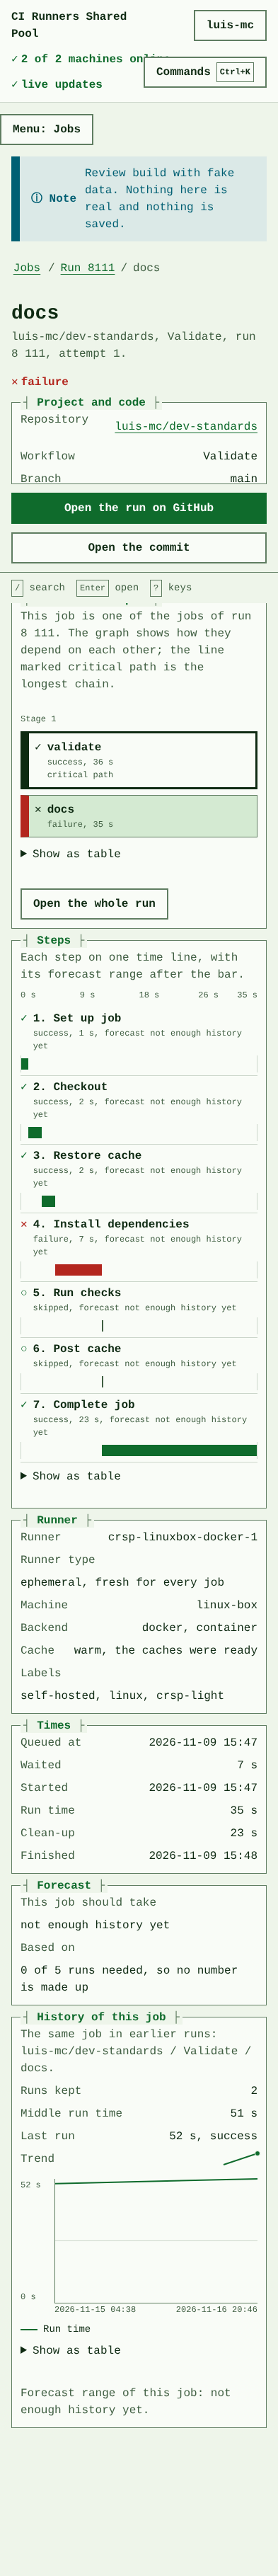 CI Runners Shared
Pool
luis-mc
✓ 2 of 2 machines
✓ live updates
Commands Ctrl+K
Menu: Jobs
ⓘ Note
Review build with fake
data. Nothing here is
real and nothing is
saved.
Jobs / Run 8111 / docs
docs
luis-mc/dev-standards, Validate, run
8 111, attempt 1.
× failure
Project and code
Repository
luis-mc/dev-standards
Workflow Validate
Branch main
Open the run on GitHub
Open the commit
/ search Enter open ? keys
This job is one of the jobs of run
8 111. The graph shows how they
depend on each other; the line
marked critical path is the
longest chain.
Stage 1
✓ validate
success, 36 s
critical path
× docs
failure, 35 s
▶ Show as table
Open the whole run
Steps
Each step on one time line, with
its forecast range after the bar.
0 s 9 s 18 s 26 s 35 s
✓ 1. Set up job
success, 1 s, forecast not enough history
yet
✓ 2. Checkout
success, 2 s, forecast not enough history
yet
✓ 3. Restore cache
success, 2 s, forecast not enough history
yet
× 4. Install dependencies
failure, 7 s, forecast not enough history
yet
○ 5. Run checks
skipped, forecast not enough history yet
○ 6. Post cache
skipped, forecast not enough history yet
✓ 7. Complete job
success, 23 s, forecast not enough history
yet
▶ Show as table
Runner
Runner crsp-linuxbox-docker-1
Runner type
ephemeral, fresh for every job
Machine linux-box
Backend docker, container
Cache warm, the caches were ready
Labels
self-hosted, linux, crsp-light
Times
Queued at 2026-11-09 15:47
Waited 7 s
Started 2026-11-09 15:47
Run time 35 s
Clean-up 23 s
Finished 2026-11-09 15:48
Forecast
This job should take
not enough history yet
Based on
0 of 5 runs needed, so no number
is made up
History of this job
The same job in earlier runs:
luis-mc/dev-standards / Validate /
docs.
Runs kept 2
Middle run time 51 s
Last run 52 s, success
Trend
52 s
0 s
2026-11-15 04:38 2026-11-16 20:46
Run time
▶ Show as table
Forecast range of this job: not
enough history yet.